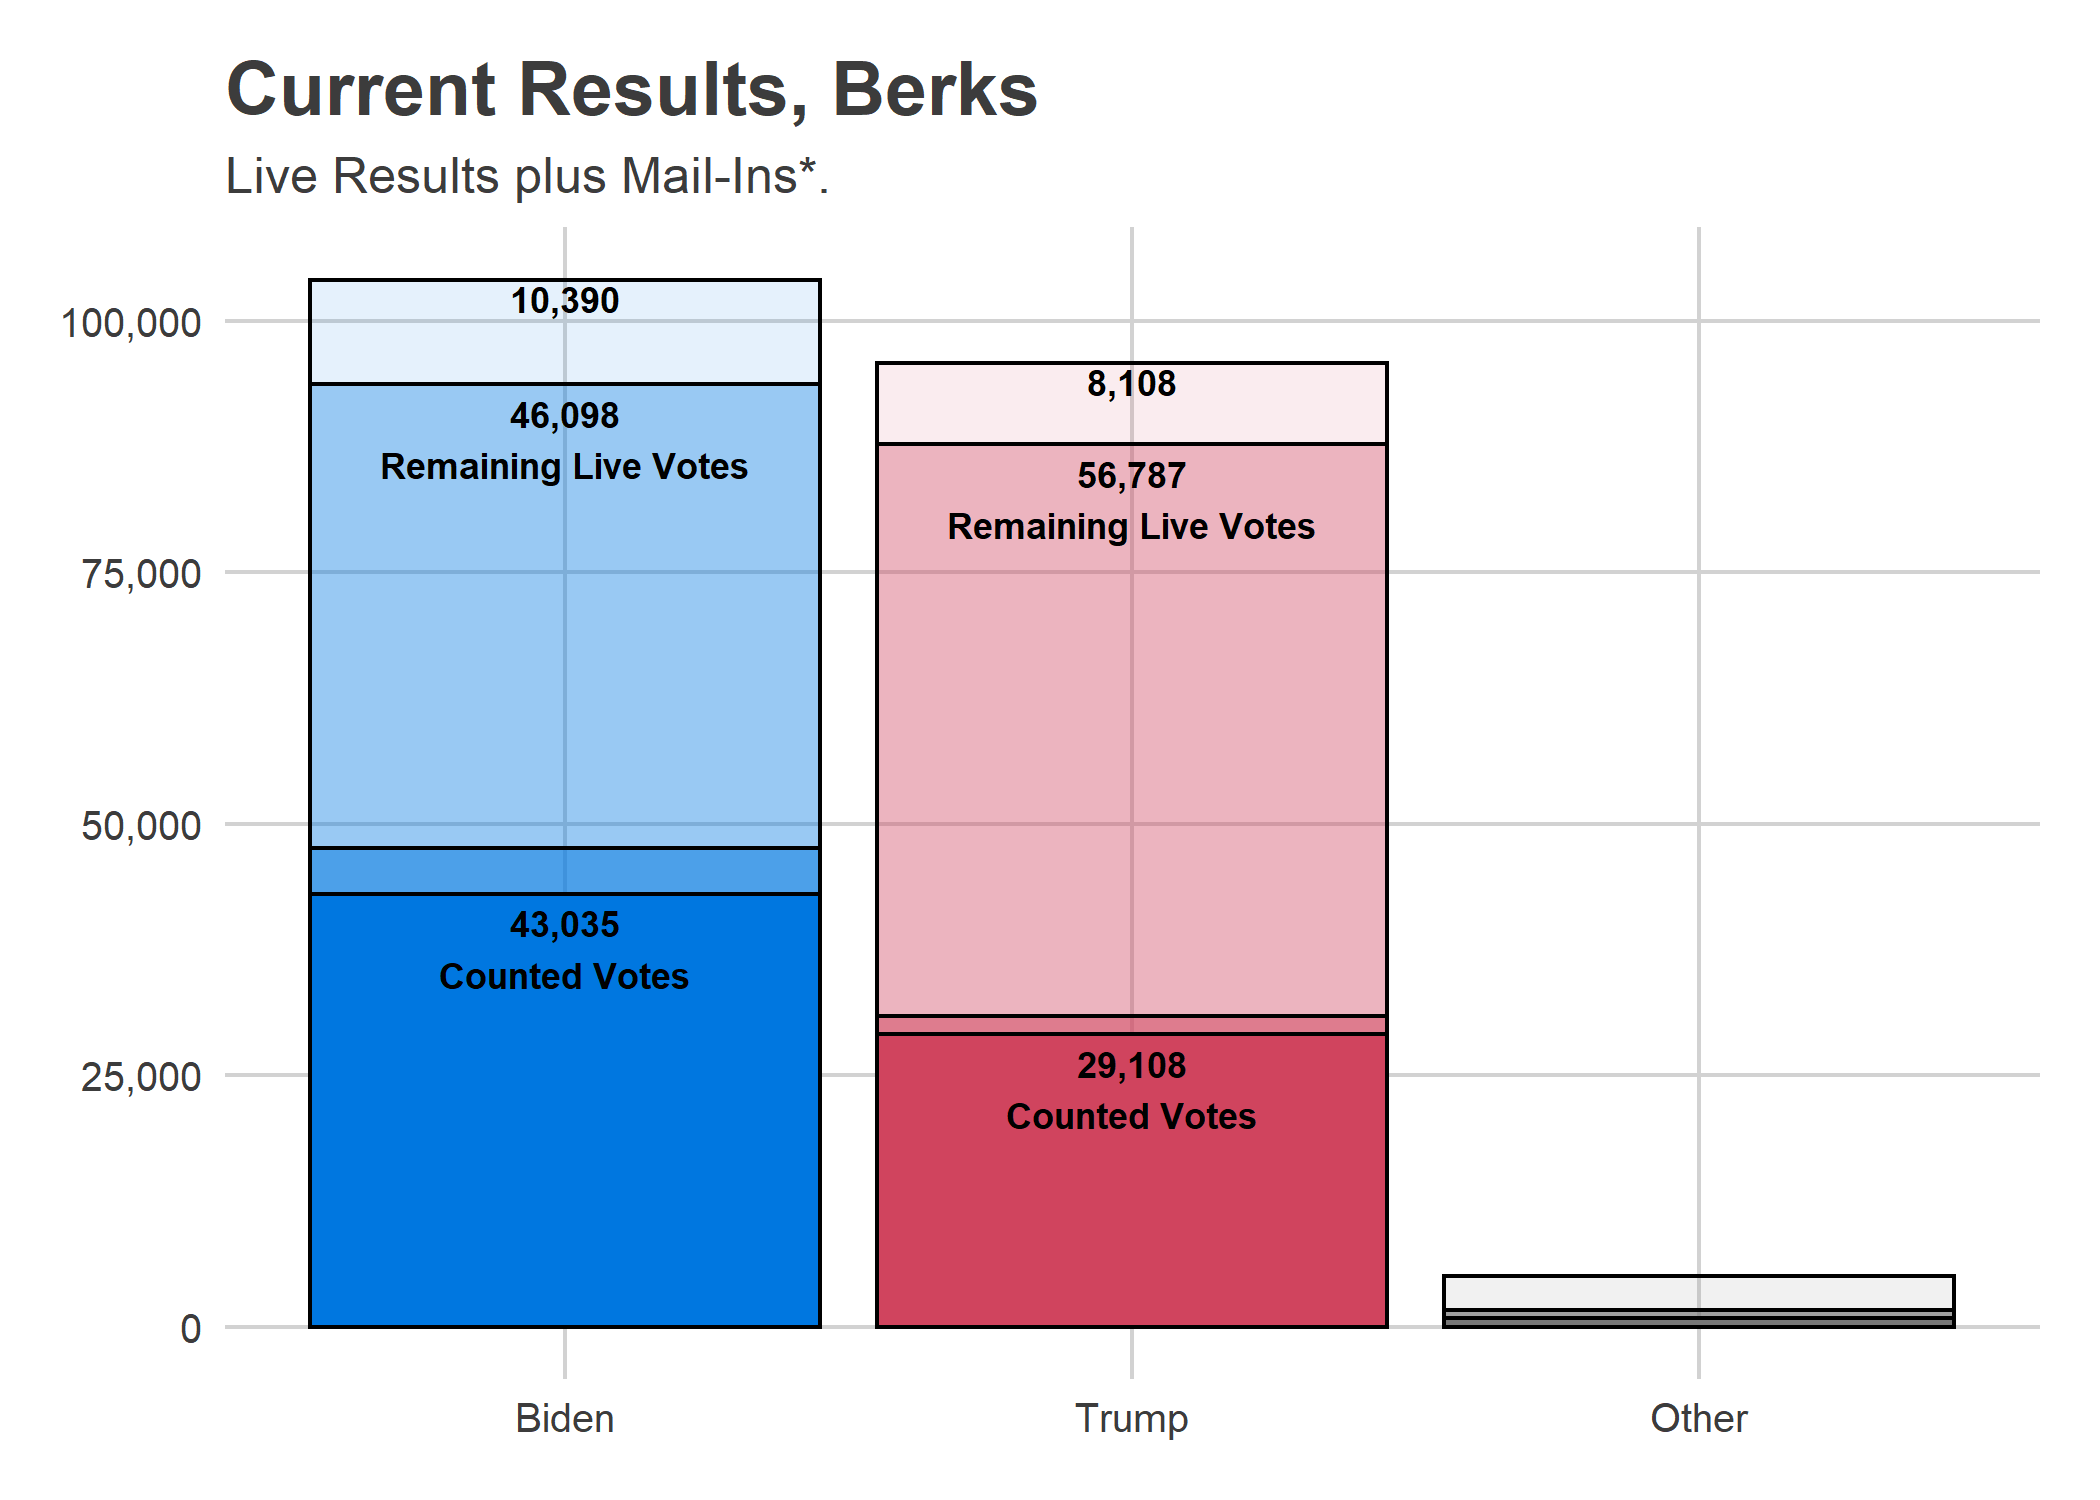 Current Results, Berks
Live Results plus Mail-Ins*.
100,000
75,000
50,000
25,000
0
10,390
46,098
Remaining Live Votes
43,035
Counted Votes
8,108
56,787
Remaining Live Votes
29,108
Counted Votes
Biden
Trump
Other